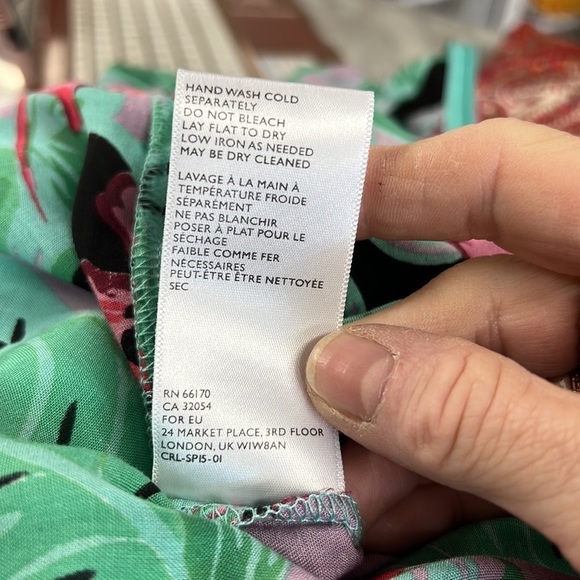 HAND WASH COLD
SEPARATELY
DO NOT BLEACH
LAY FLAT TO DRY
LOW IRON AS NEEDED
MAY BE DRY CLEANED
LAVAGE À LA MAIN À
TEMPÉRATURE FROIDE
SÉPARÉMENT
NE PAS BLANCHIR
POSER À PLAT POUR LE
SÉCHAGE
FAIBLE COMME FER
NÉCESSAIRES
PEUT-ÊTRE ÊTRE NETTOYÉE
SEC
RN 66170
CA 32054
FOR EU
24 MARKET PLACE, 3RD FLOOR
LONDON, UK WIW8AN
CRL-SP15-01